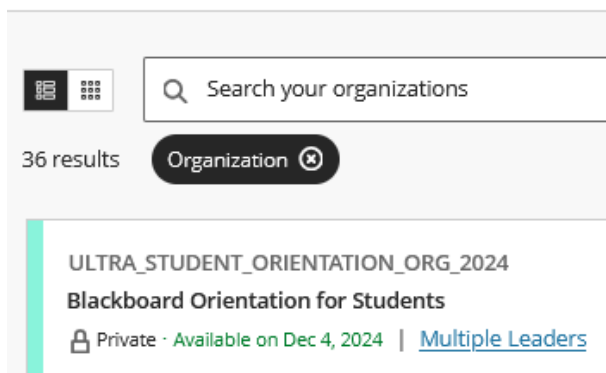 Search your organizations
36 results Organization
ULTRA_STUDENT_ORIENTATION_ORG_2024
Blackboard Orientation for Students
Private · Available on Dec 4, 2024 | Multiple Leaders